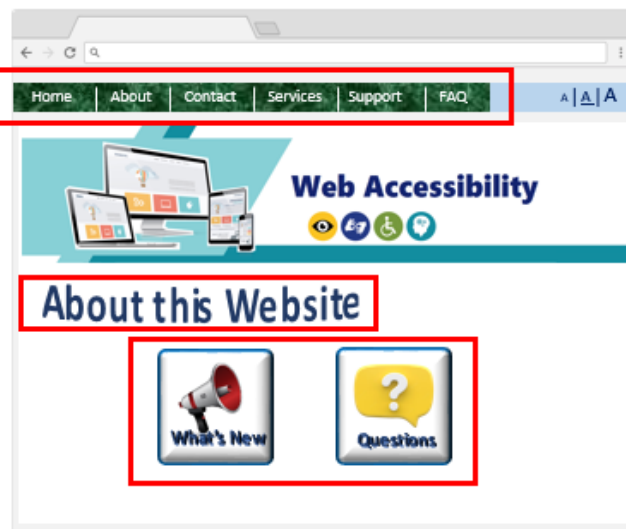 Home About Contact Services Support FAQ A A A
Web Accessibility
About this Website
What's New Questions